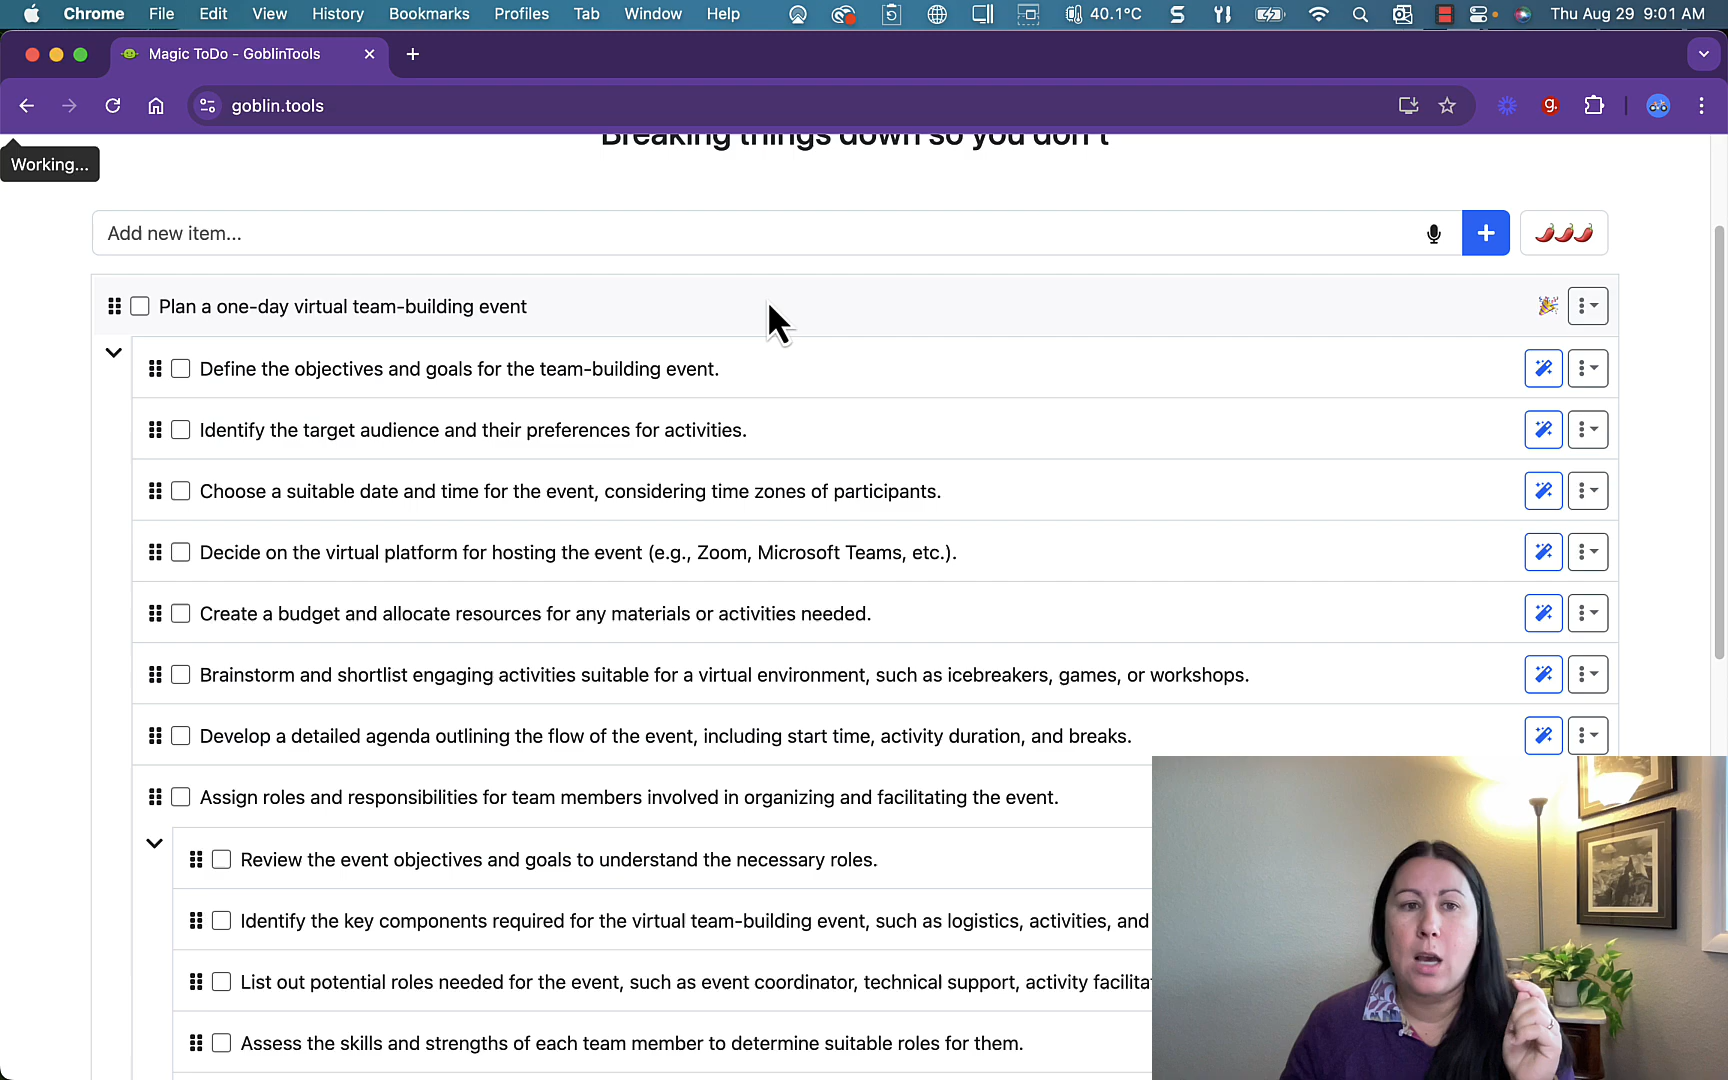 Chrome File Edit View History Bookmarks Profiles Tab Window Help 40.1°C Thu Aug 29 9:01 AM
Magic ToDo - GoblinTools
goblin.tools
Breaking things down so you don't
Working...
Add new item...
Plan a one-day virtual team-building event
Define the objectives and goals for the team-building event.
Identify the target audience and their preferences for activities.
Choose a suitable date and time for the event, considering time zones of participants.
Decide on the virtual platform for hosting the event (e.g., Zoom, Microsoft Teams, etc.).
Create a budget and allocate resources for any materials or activities needed.
Brainstorm and shortlist engaging activities suitable for a virtual environment, such as icebreakers, games, or workshops.
Develop a detailed agenda outlining the flow of the event, including start time, activity duration, and breaks.
Assign roles and responsibilities for team members involved in organizing and facilitating the event.
Review the event objectives and goals to understand the necessary roles.
Identify the key components required for the virtual team-building event, such as logistics, activities, and
List out potential roles needed for the event, such as event coordinator, technical support, activity facilita
Assess the skills and strengths of each team member to determine suitable roles for them.